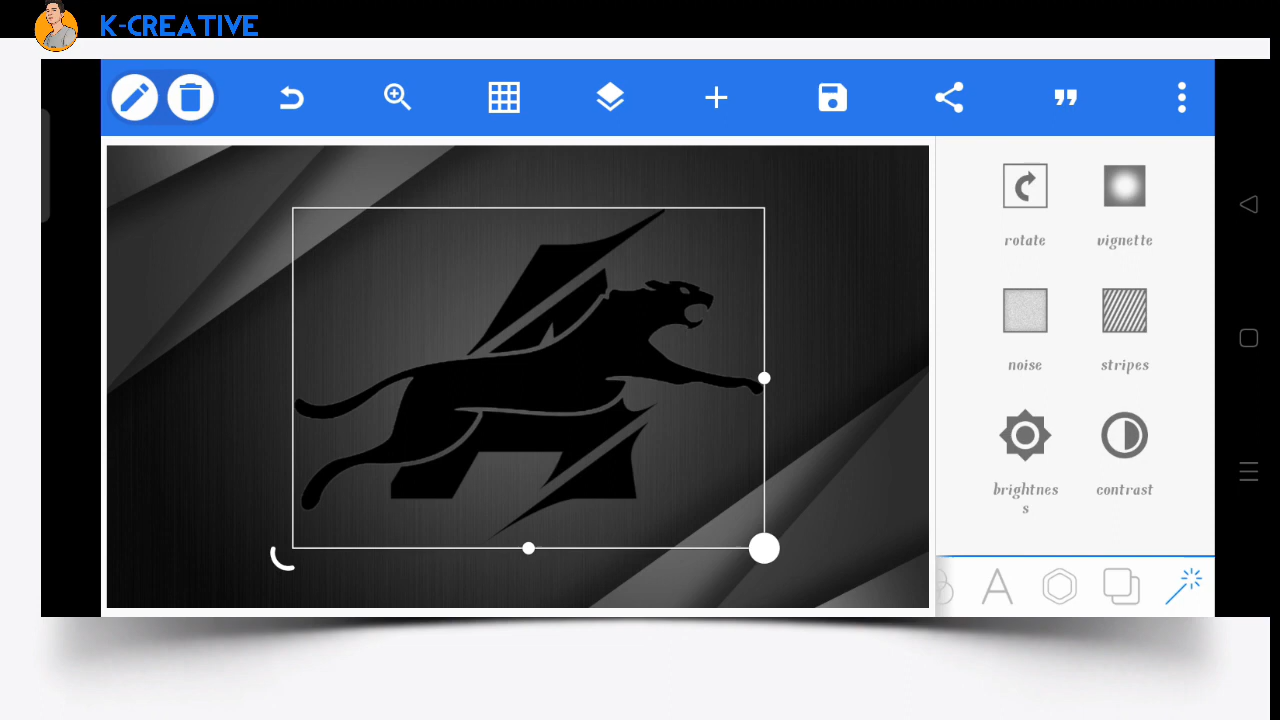 K-CREATIVE
rotate
vignette
noise
stripes
brightnes
s
contrast